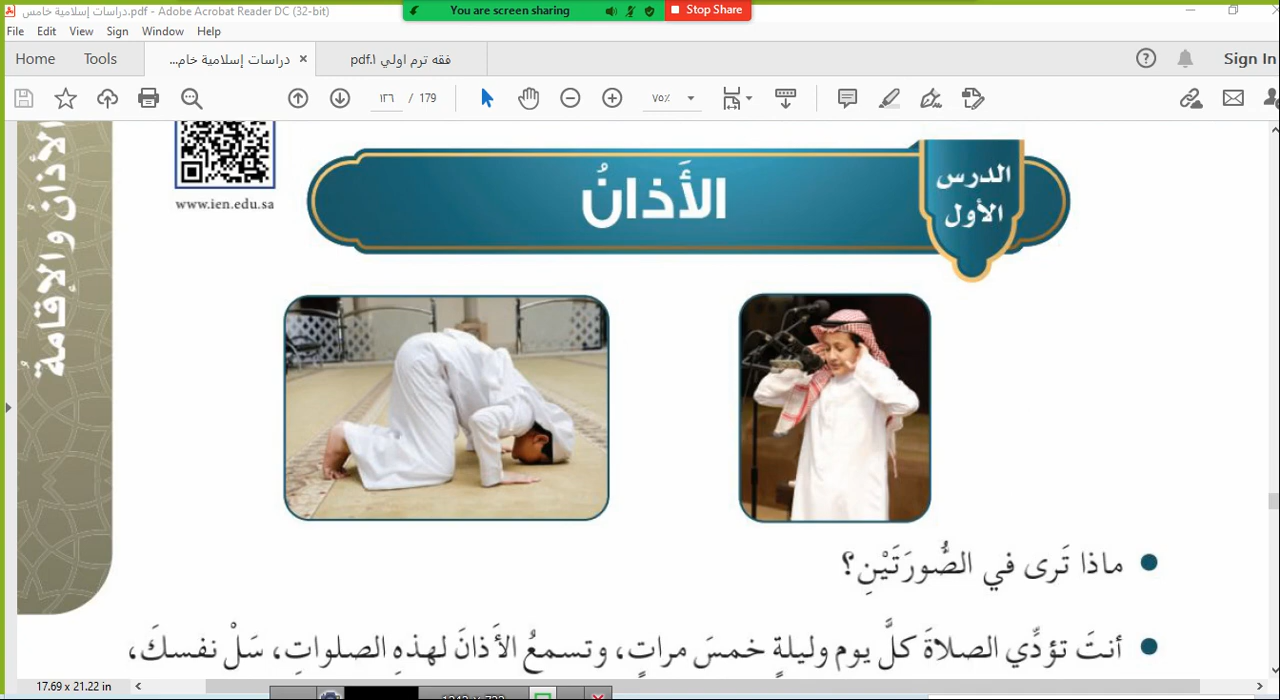 دراسات إسلامية خامس.pdf - Adobe Acrobat Reader DC (32-bit)
You are screen sharing
Stop Share
File Edit View Sign Window Help
Home Tools
دراسات إسلامية خام...
فقه ترم اولي ١.pdf
Sign In
١٢٦ / 179
٧٥٪
الأذانُ والإقامةُ
www.ien.edu.sa
الدرس
الأول
الأَذانُ
ماذا تَرى في الصُّورَتَيْنِ؟
أنتَ تؤدِّي الصلاةَ كلَّ يوم وليلةٍ خمسَ مراتٍ، وتسمعُ الأَذانَ لهذهِ الصلواتِ، سَلْ نفسكَ،
17.69 x 21.22 in